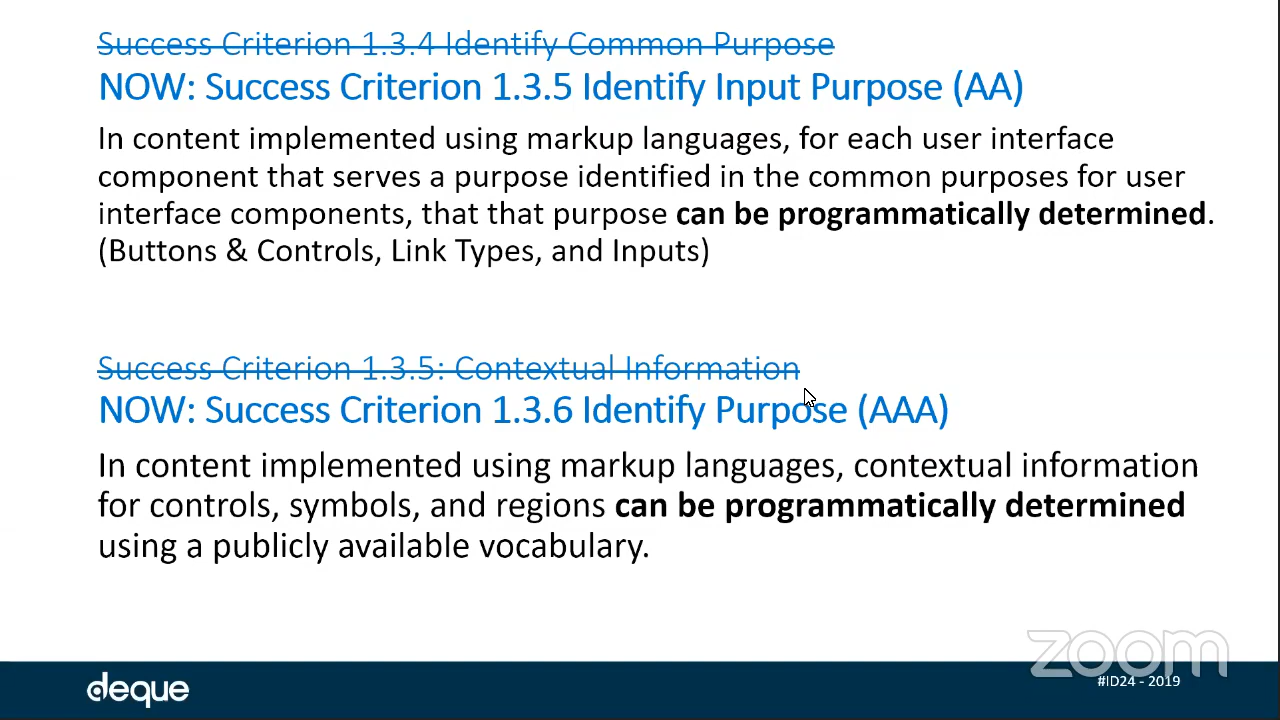 Success Criterion 1.3.4 Identify Common Purpose
NOW: Success Criterion 1.3.5 Identify Input Purpose (AA)
In content implemented using markup languages, for each user interface
component that serves a purpose identified in the common purposes for user
interface components, that that purpose can be programmatically determined.
(Buttons & Controls, Link Types, and Inputs)
Success Criterion 1.3.5: Contextual Information
NOW: Success Criterion 1.3.6 Identify Purpose (AAA)
In content implemented using markup languages, contextual information
for controls, symbols, and regions can be programmatically determined
using a publicly available vocabulary.
zoom
deque
#ID24 - 2019